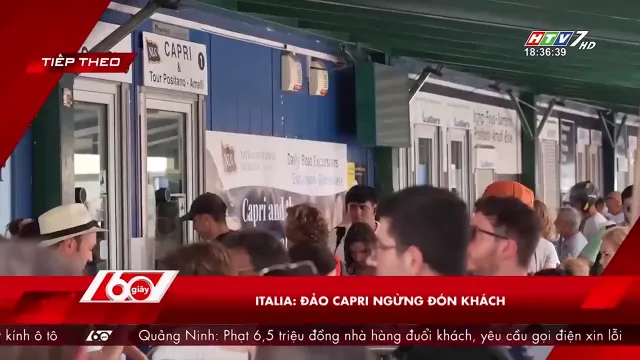 TIẾP THEO
HTV7 HD
18:36:39
CAPRI
&
Tour Positano - Amalfi
1
Daily Boat Excursions
Capri and the
60 giây
ITALIA: ĐẢO CAPRI NGỪNG ĐÓN KHÁCH
kính ô tô 60 Quảng Ninh: Phạt 6,5 triệu đồng nhà hàng đuổi khách, yêu cầu gọi điện xin lỗi